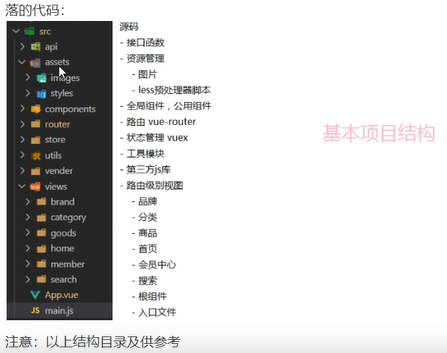 落的代码：
src
源码
api
- 接口函数
assets
- 资源管理
images
- 图片
styles
- less预处理器脚本
components
- 全局组件，公用组件
router
- 路由 vue-router
store
- 状态管理 vuex
utils
- 工具模块
vender
- 第三方js库
views
- 路由级别视图
brand
- 品牌
category
- 分类
goods
- 商品
home
- 首页
member
- 会员中心
search
- 搜索
App.vue
- 根组件
JS main.js
- 入口文件
基本项目结构
注意：以上结构目录及供参考